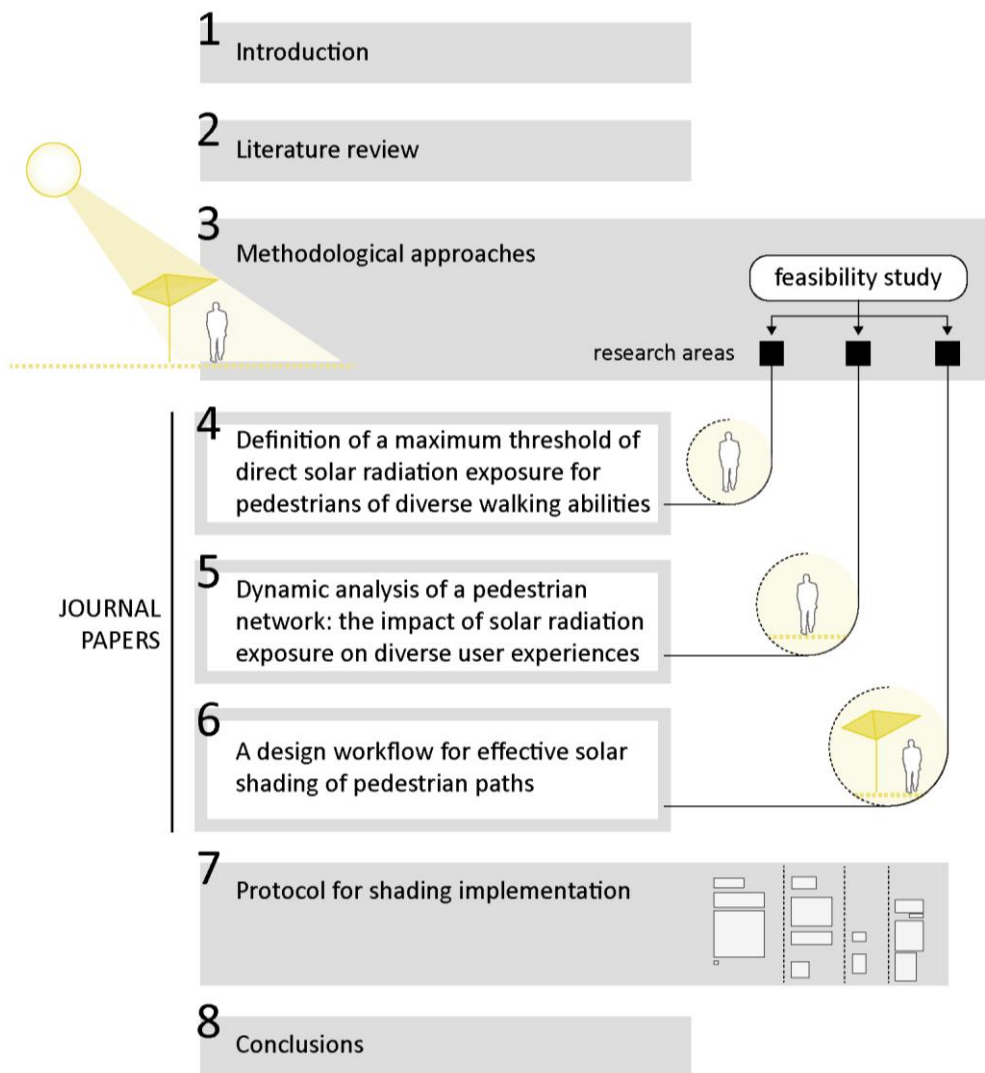 1
Introduction
2
Literature review
3
Methodological approaches
feasibility study
research areas
JOURNAL
PAPERS
4
Definition of a maximum threshold of
direct solar radiation exposure for
pedestrians of diverse walking abilities
5
Dynamic analysis of a pedestrian
network: the impact of solar radiation
exposure on diverse user experiences
6
A design workflow for effective solar
shading of pedestrian paths
7
Protocol for shading implementation
8
Conclusions